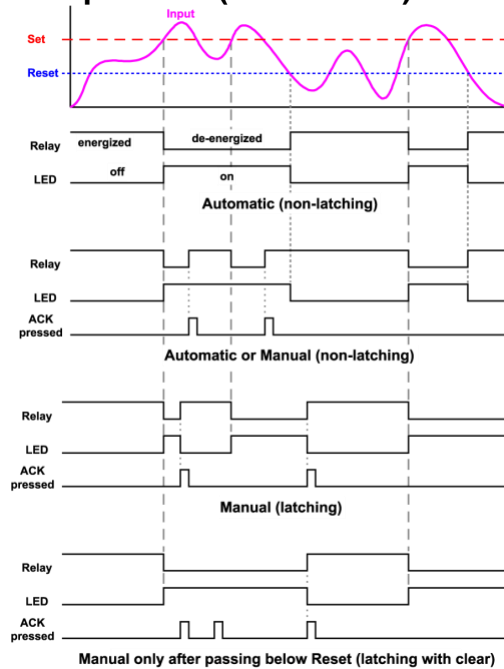 Input
Set
Reset
energized
de-energized
Relay
off
on
LED
Automatic (non-latching)
Relay
LED
ACK
pressed
Automatic or Manual (non-latching)
Relay
LED
ACK
pressed
Manual (latching)
Relay
LED
ACK
pressed
Manual only after passing below Reset (latching with clear)